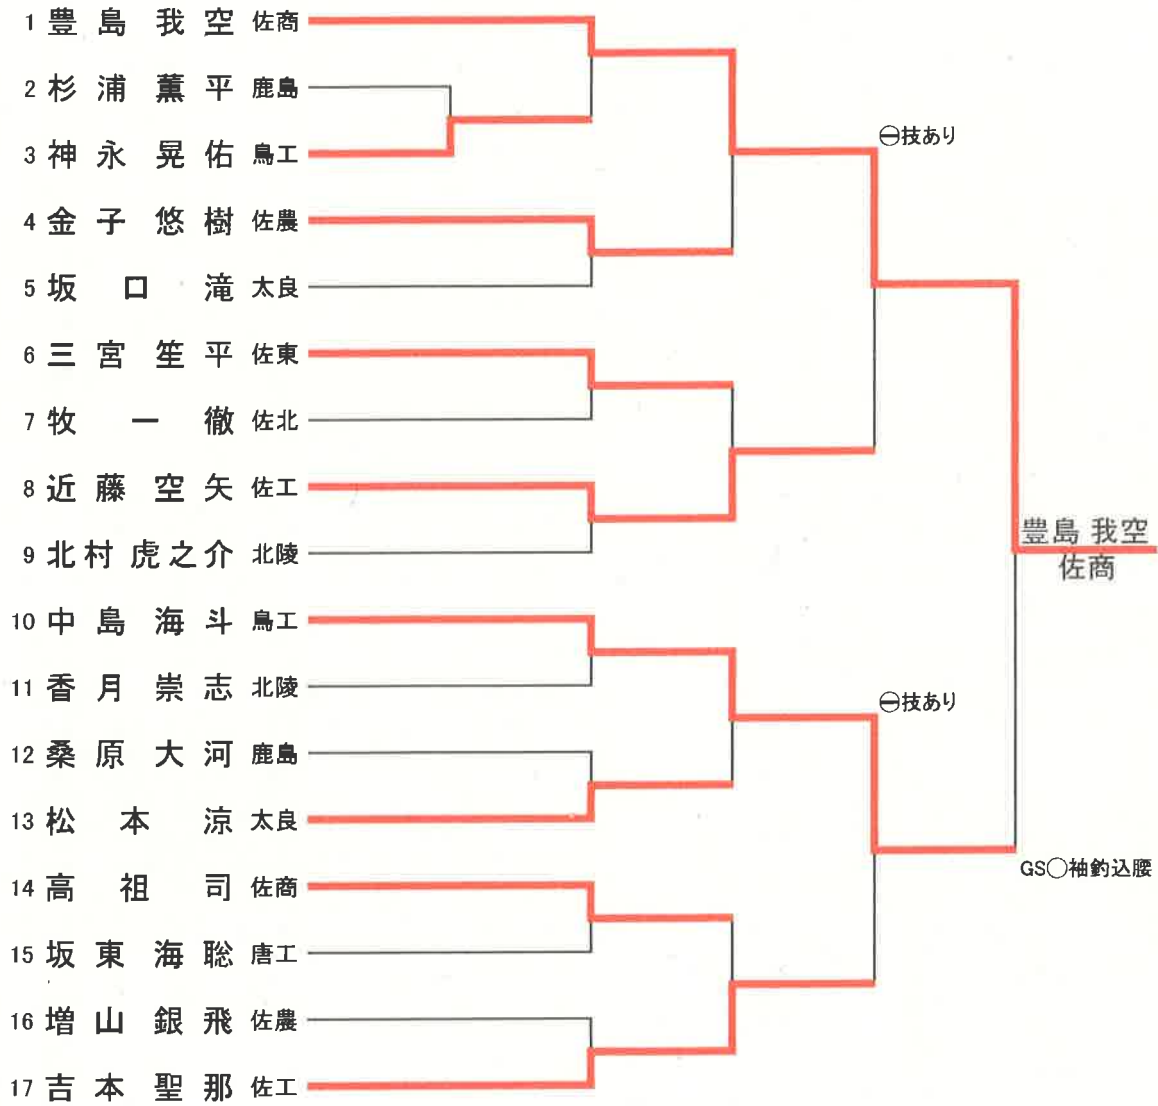 1 豊島 我空 佐商
2 杉浦 薫平 鹿島
3 神永 晃佑 鳥工
4 金子 悠樹 佐農
5 坂口 滝 太良
6 三宮 笙平 佐東
7 牧 一徹 佐北
8 近藤 空矢 佐工
9 北村 虎之介 北陵
10 中島 海斗 鳥工
11 香月 崇志 北陵
12 桑原 大河 鹿島
13 松本 涼 太良
14 高祖 司 佐商
15 坂東 海聡 唐工
16 増山 銀飛 佐農
17 吉本 聖那 佐工
㊀技あり
㊀技あり
豊島 我空
佐商
GS○袖釣込腰